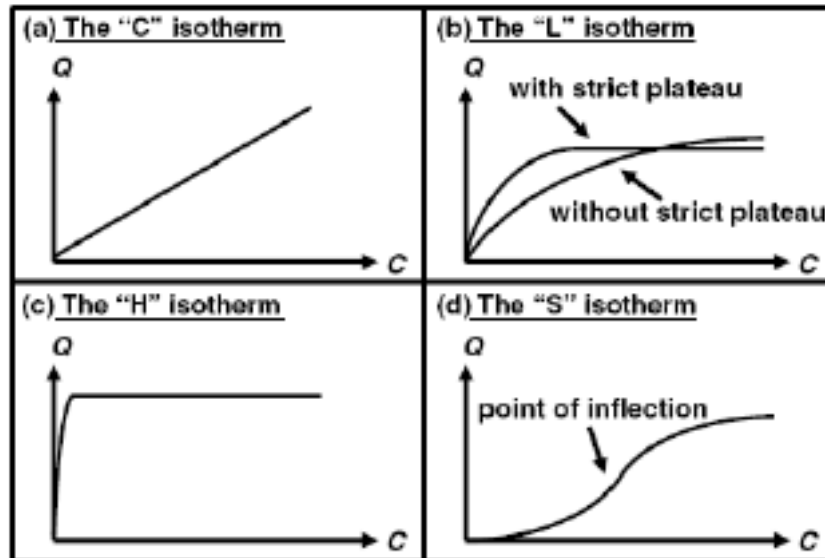 (a) The “C” isotherm
Q
C
(b) The “L” isotherm
Q
with strict plateau
without strict plateau
C
(c) The “H” isotherm
Q
C
(d) The “S” isotherm
Q
point of inflection
C